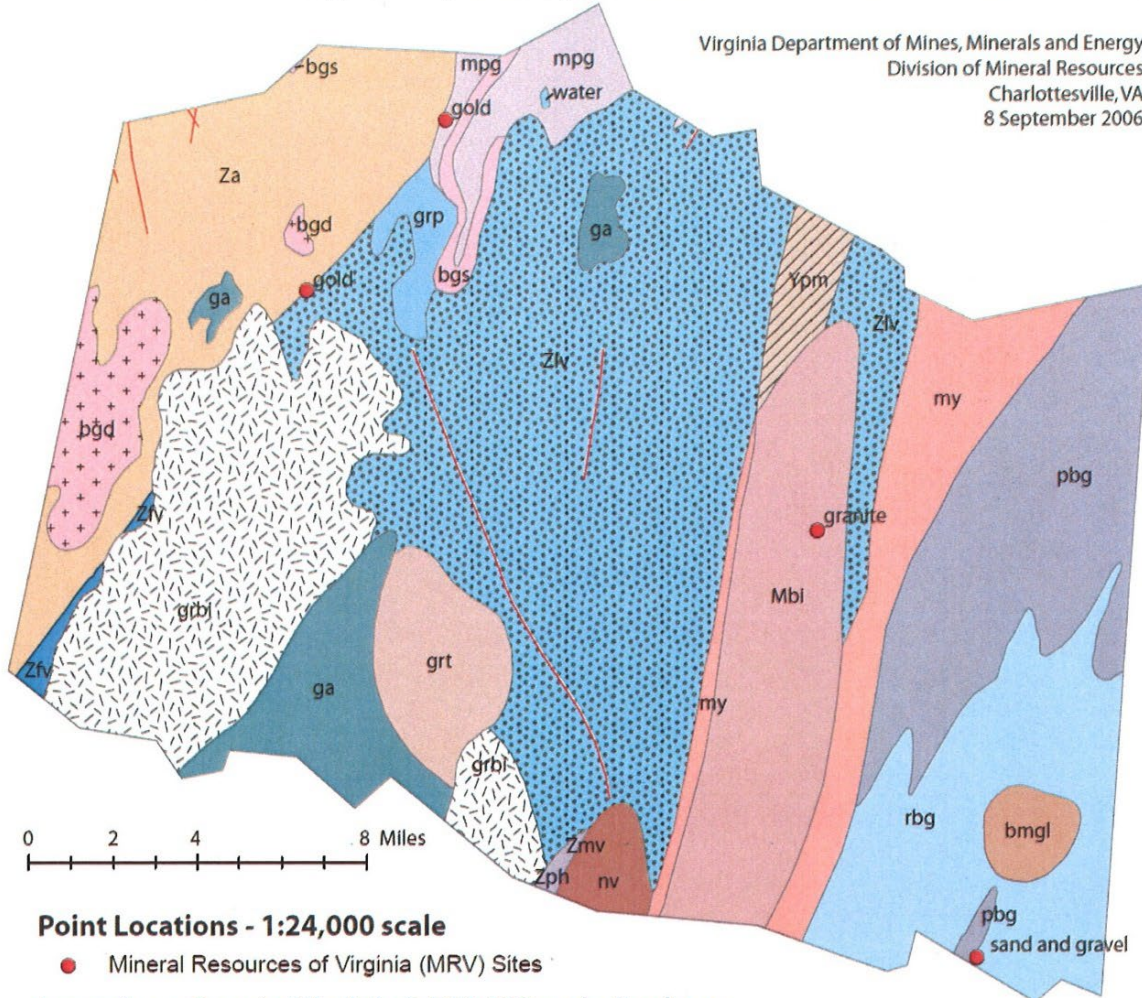 Virginia Department of Mines, Minerals and Energy
Division of Mineral Resources
Charlottesville, VA
8 September 2006
bgs
mpg
mpg
water
gold
Za
bgd
grp
ga
gold
bgs
ga
Ypm
Zlv
Zlv
my
bgd
pbg
Zfv
granite
grbi
Mbi
Zfv
ga
grt
my
grbi
rbg
bmgl
Zmv
Zph
nv
pbg
sand and gravel
0 2 4 8 Miles
Point Locations - 1:24,000 scale
Mineral Resources of Virginia (MRV) Sites